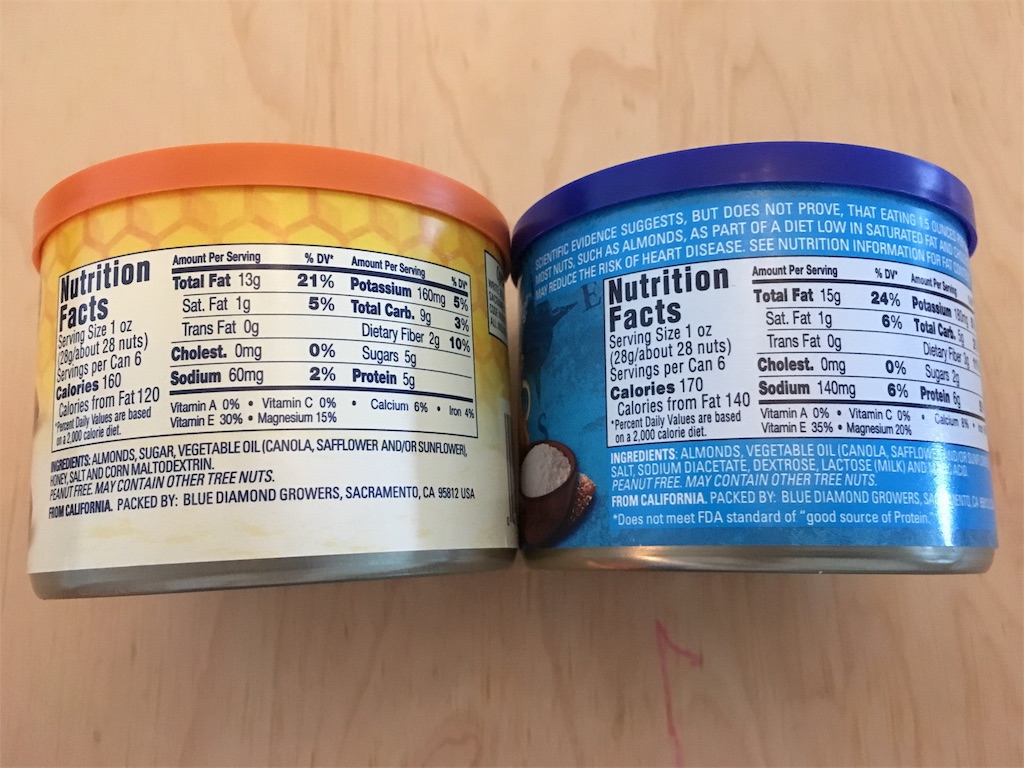 Nutrition
Facts
Serving Size 1 oz
(28g/about 28 nuts)
Servings per Can 6
Calories 160
Calories from Fat 120
*Percent Daily Values are based
on a 2,000 calorie diet.
Amount Per Serving % DV*
Total Fat 13g 21%
Sat. Fat 1g 5%
Trans Fat 0g
Cholest. 0mg 0%
Sodium 60mg 2%
Amount Per Serving % DV*
Potassium 160mg 5%
Total Carb. 9g 3%
Dietary Fiber 2g 10%
Sugars 5g
Protein 5g
Vitamin A 0% • Vitamin C 0% • Calcium 6% • Iron 4%
Vitamin E 30% • Magnesium 15%
INGREDIENTS: ALMONDS, SUGAR, VEGETABLE OIL (CANOLA, SAFFLOWER AND/OR SUNFLOWER),
HONEY, SALT AND CORN MALTODEXTRIN.
PEANUT FREE. MAY CONTAIN OTHER TREE NUTS.
FROM CALIFORNIA. PACKED BY: BLUE DIAMOND GROWERS, SACRAMENTO, CA 95812 USA
SCIENTIFIC EVIDENCE SUGGESTS, BUT DOES NOT PROVE, THAT EATING 1.5 OUNCES
MOST NUTS, SUCH AS ALMONDS, AS PART OF A DIET LOW IN SATURATED FAT AND
MAY REDUCE THE RISK OF HEART DISEASE. SEE NUTRITION INFORMATION FOR FAT
Nutrition
Facts
Serving Size 1 oz
(28g/about 28 nuts)
Servings per Can 6
Calories 170
Calories from Fat 140
*Percent Daily Values are based
on a 2,000 calorie diet.
Amount Per Serving % DV*
Total Fat 15g 24%
Sat. Fat 1g 6%
Trans Fat 0g
Cholest. 0mg 0%
Sodium 140mg 6%
Amount Per Serving
Potassium
Total Carb. 5g
Dietary Fiber
Sugars 2g
Protein 6g
Vitamin A 0% • Vitamin C 0% • Calcium 8%
Vitamin E 35% • Magnesium 20%
INGREDIENTS: ALMONDS, VEGETABLE OIL (CANOLA, SAFFLOWER AND/OR
SALT, SODIUM DIACETATE, DEXTROSE, LACTOSE (MILK) AND ACID.
PEANUT FREE. MAY CONTAIN OTHER TREE NUTS.
FROM CALIFORNIA. PACKED BY: BLUE DIAMOND GROWERS, SACRAMENTO, CA
*Does not meet FDA standard of "good source of Protein.